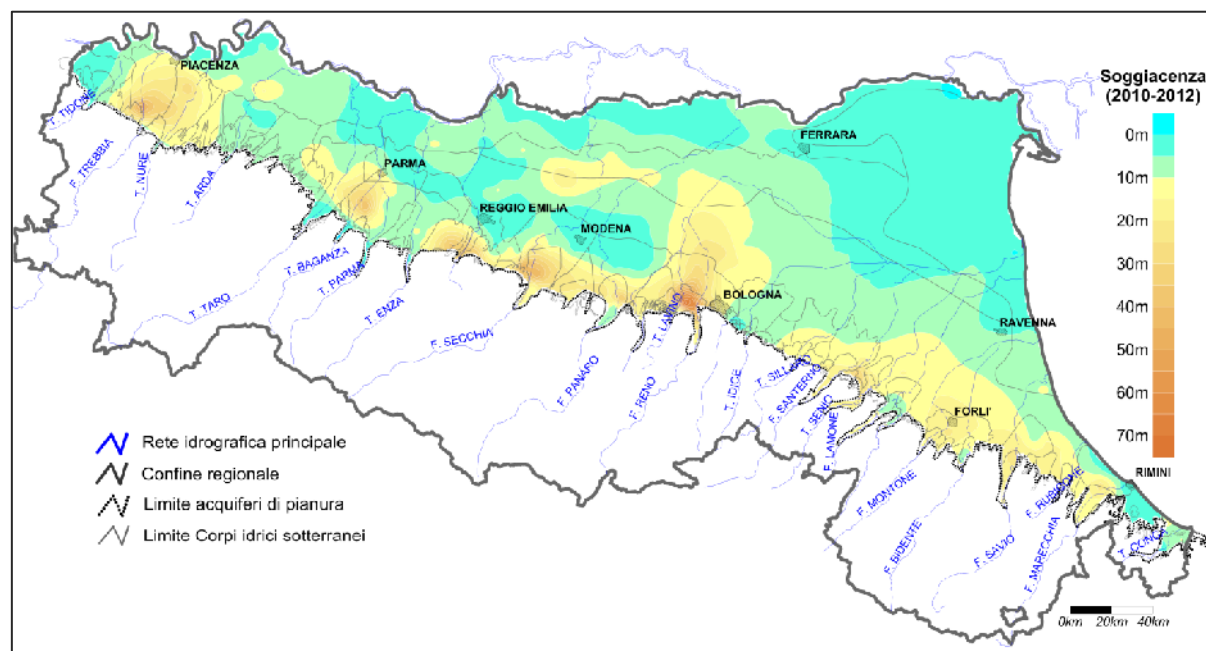 Soggiacenza
(2010-2012)
0m
10m
20m
30m
40m
50m
60m
70m
PIACENZA
PARMA
REGGIO EMILIA
MODENA
BOLOGNA
FERRARA
RAVENNA
FORLI'
RIMINI
T. TIDONE
F. TREBBIA
T. NURE
T. ARDA
T. TARO
T. BAGANZA
T. PARMA
T. ENZA
F. SECCHIA
F. PANARO
F. RENO
T. LAVINO
T. IDICE
F. SANTERNO
T. SENIO
F. LAMONE
F. MONTONE
F. BIDENTE
F. SAVIO
F. RUBICONE
F. MARECCHIA
Rete idrografica principale
Confine regionale
Limite acquiferi di pianura
Limite Corpi idrici sotterranei
0km 20km 40km